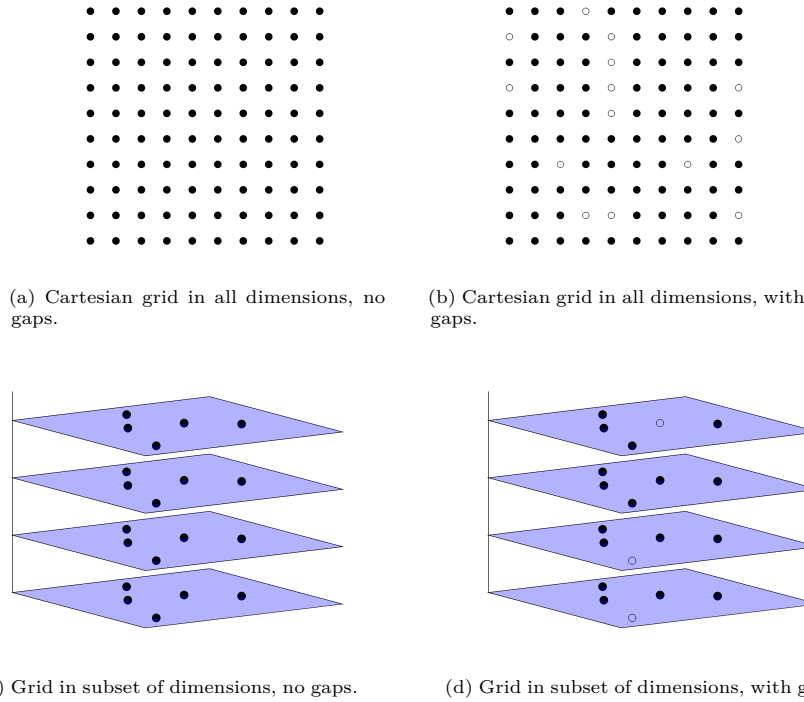 (a) Cartesian grid in all dimensions, no
gaps.
(b) Cartesian grid in all dimensions, with
gaps.
) Grid in subset of dimensions, no gaps.
(d) Grid in subset of dimensions, with g